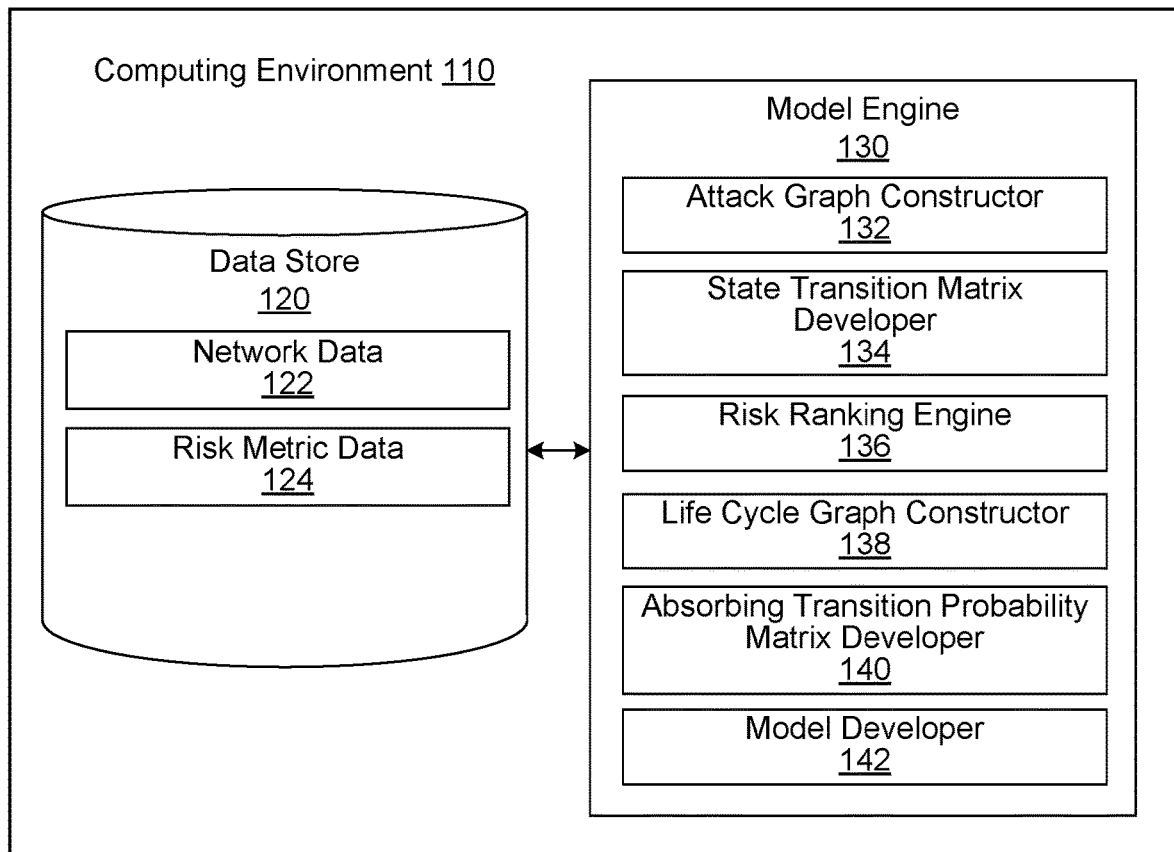 Computing Environment 110
Data Store
120
Network Data
122
Risk Metric Data
124
Model Engine
130
Attack Graph Constructor
132
State Transition Matrix
Developer
134
Risk Ranking Engine
136
Life Cycle Graph Constructor
138
Absorbing Transition Probability
Matrix Developer
140
Model Developer
142